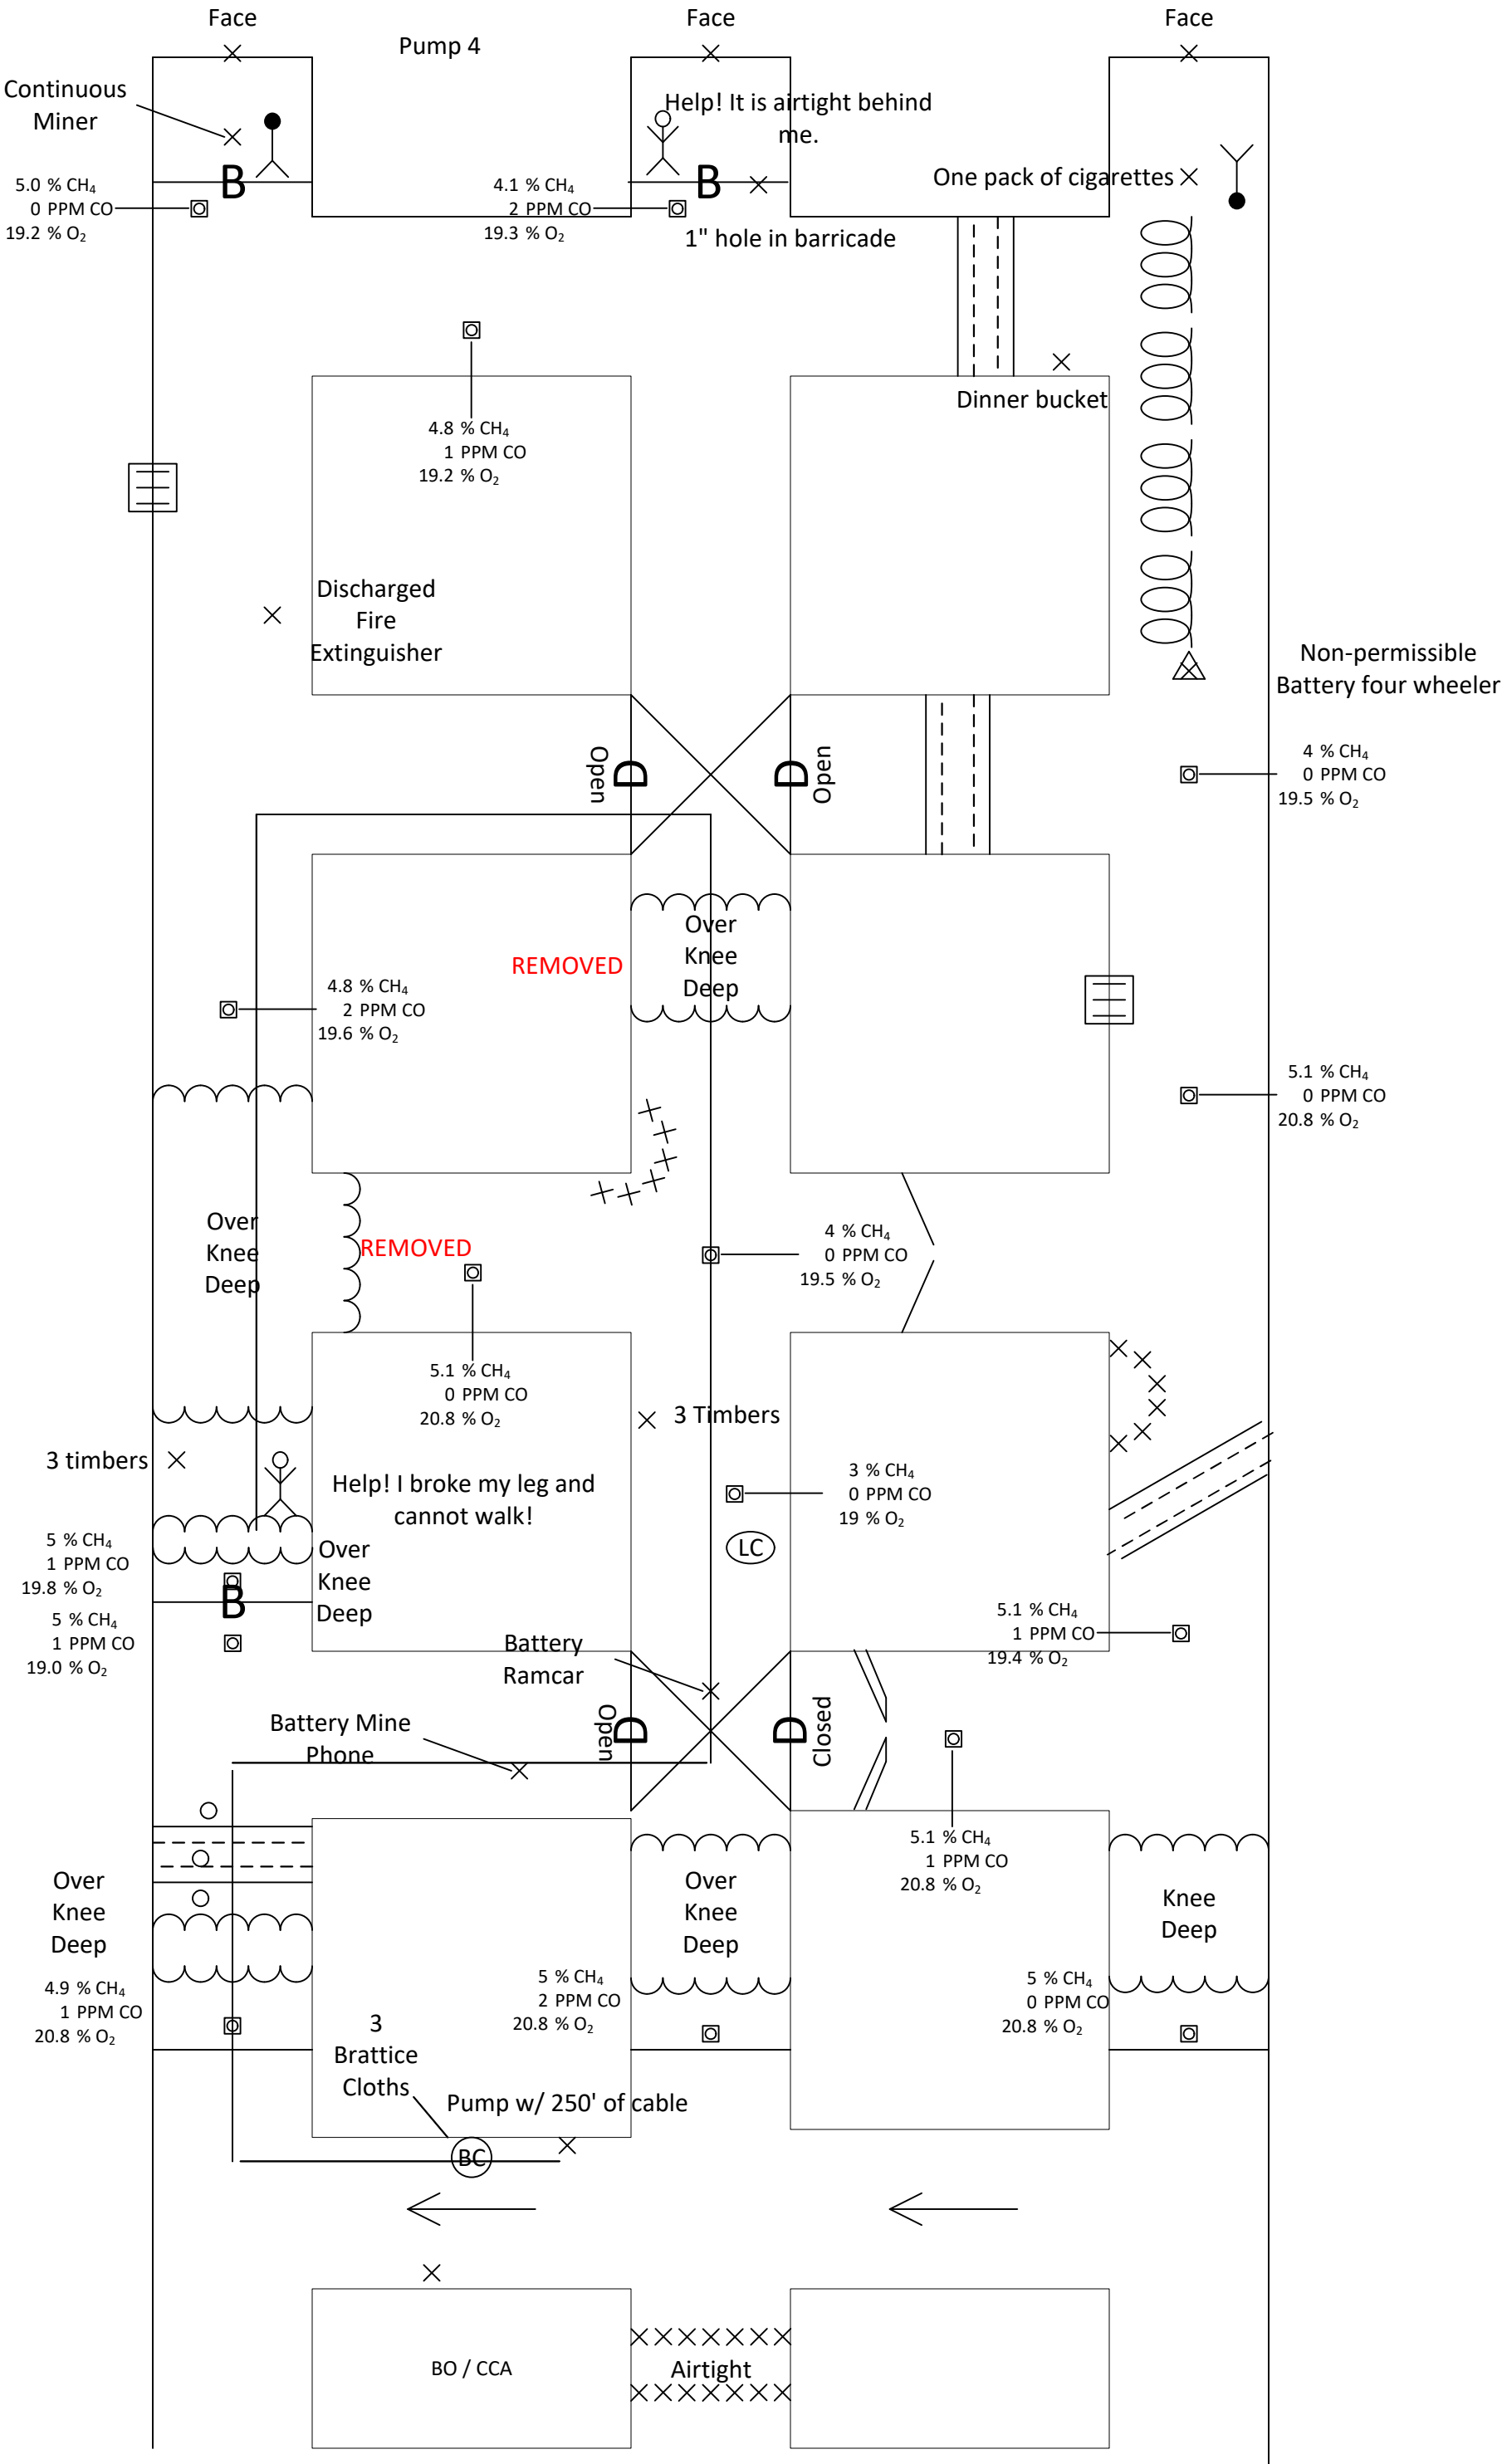 Face
Face
Face
Pump 4
Continuous
Miner
Help! It is airtight behind
me.
One pack of cigarettes
B
B
5.0 % CH₄
0 PPM CO
19.2 % O₂
4.1 % CH₄
2 PPM CO
19.3 % O₂
1" hole in barricade
Dinner bucket
4.8 % CH₄
1 PPM CO
19.2 % O₂
Discharged
Fire
Extinguisher
Non-permissible
Battery four wheeler
Open
D
D
Open
4 % CH₄
0 PPM CO
19.5 % O₂
Over
Knee
Deep
REMOVED
4.8 % CH₄
2 PPM CO
19.6 % O₂
5.1 % CH₄
0 PPM CO
20.8 % O₂
Over
Knee
Deep
REMOVED
4 % CH₄
0 PPM CO
19.5 % O₂
5.1 % CH₄
0 PPM CO
20.8 % O₂
3 Timbers
3 timbers
Help! I broke my leg and
cannot walk!
3 % CH₄
0 PPM CO
19 % O₂
LC
5 % CH₄
1 PPM CO
19.8 % O₂
Over
Knee
Deep
B
5 % CH₄
1 PPM CO
19.0 % O₂
5.1 % CH₄
1 PPM CO
19.4 % O₂
Battery
Ramcar
Open
D
D
Closed
Battery Mine
Phone
5.1 % CH₄
1 PPM CO
20.8 % O₂
Over
Knee
Deep
Over
Knee
Deep
Knee
Deep
4.9 % CH₄
1 PPM CO
20.8 % O₂
5 % CH₄
2 PPM CO
20.8 % O₂
5 % CH₄
0 PPM CO
20.8 % O₂
3
Brattice
Cloths
Pump w/ 250' of cable
BC
BO / CCA
Airtight